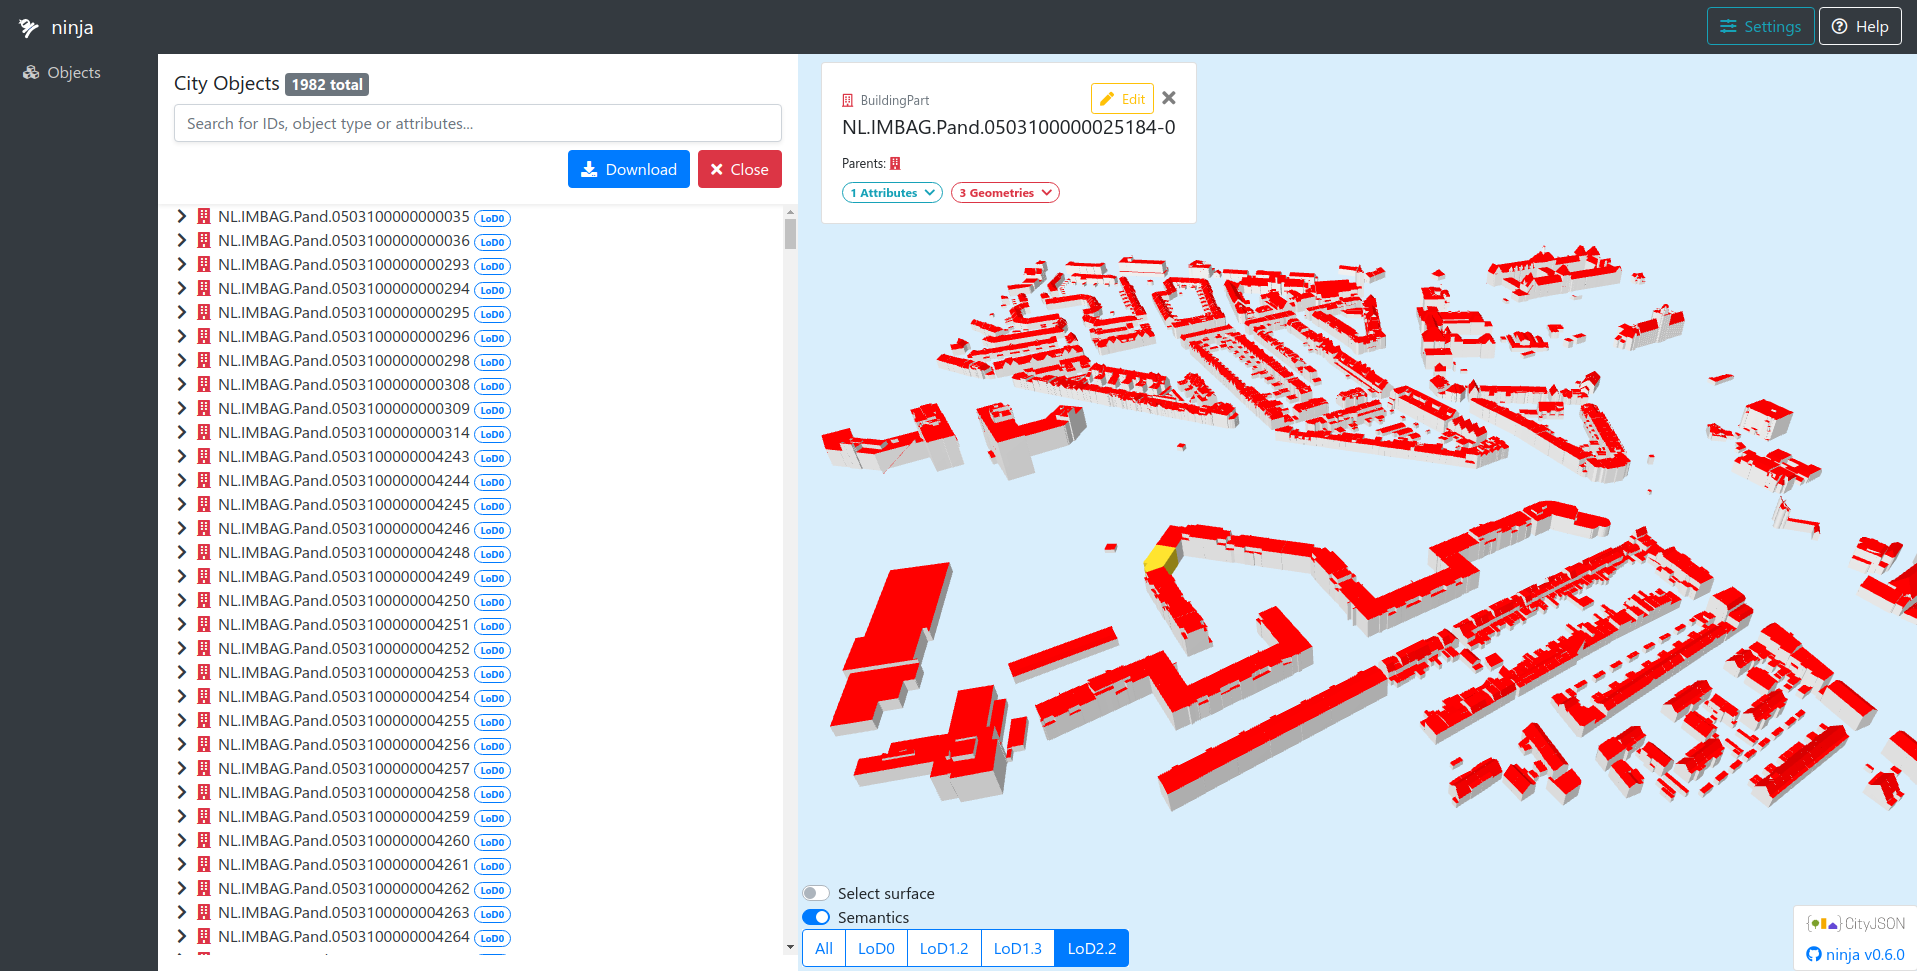 ninja
Settings
Help
Objects
City Objects 1982 total
Search for IDs, object type or attributes...
Download
Close
NL.IMBAG.Pand.0503100000000035 LoD0
NL.IMBAG.Pand.0503100000000036 LoD0
NL.IMBAG.Pand.0503100000000293 LoD0
NL.IMBAG.Pand.0503100000000294 LoD0
NL.IMBAG.Pand.0503100000000295 LoD0
NL.IMBAG.Pand.0503100000000296 LoD0
NL.IMBAG.Pand.0503100000000298 LoD0
NL.IMBAG.Pand.0503100000000308 LoD0
NL.IMBAG.Pand.0503100000000309 LoD0
NL.IMBAG.Pand.0503100000000314 LoD0
NL.IMBAG.Pand.0503100000004243 LoD0
NL.IMBAG.Pand.0503100000004244 LoD0
NL.IMBAG.Pand.0503100000004245 LoD0
NL.IMBAG.Pand.0503100000004246 LoD0
NL.IMBAG.Pand.0503100000004248 LoD0
NL.IMBAG.Pand.0503100000004249 LoD0
NL.IMBAG.Pand.0503100000004250 LoD0
NL.IMBAG.Pand.0503100000004251 LoD0
NL.IMBAG.Pand.0503100000004252 LoD0
NL.IMBAG.Pand.0503100000004253 LoD0
NL.IMBAG.Pand.0503100000004254 LoD0
NL.IMBAG.Pand.0503100000004255 LoD0
NL.IMBAG.Pand.0503100000004256 LoD0
NL.IMBAG.Pand.0503100000004257 LoD0
NL.IMBAG.Pand.0503100000004258 LoD0
NL.IMBAG.Pand.0503100000004259 LoD0
NL.IMBAG.Pand.0503100000004260 LoD0
NL.IMBAG.Pand.0503100000004261 LoD0
NL.IMBAG.Pand.0503100000004262 LoD0
NL.IMBAG.Pand.0503100000004263 LoD0
NL.IMBAG.Pand.0503100000004264 LoD0
BuildingPart
Edit
NL.IMBAG.Pand.0503100000025184-0
Parents:
1 Attributes
3 Geometries
Select surface
Semantics
All LoD0 LoD1.2 LoD1.3 LoD2.2
CityJSON
ninja v0.6.0